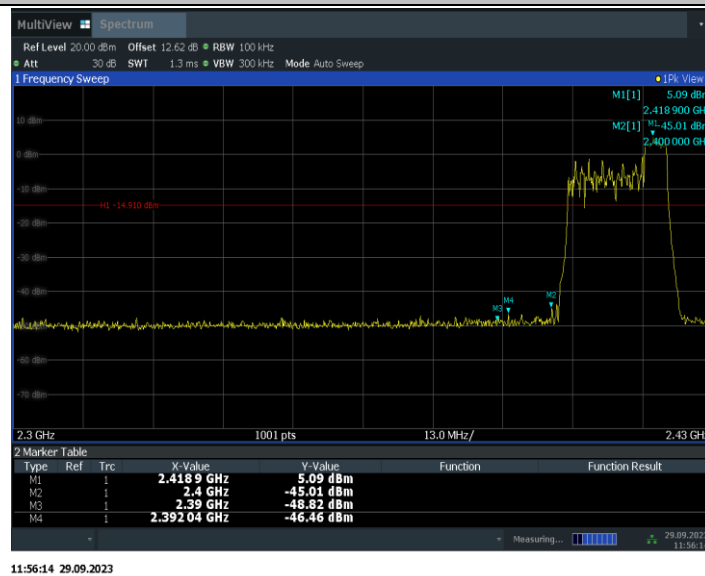 MultiView Spectrum
Ref Level 20.00 dBm Offset 12.62 dB RBW 100 kHz
Att 30 dB SWT 1.3 ms VBW 300 kHz Mode Auto Sweep
1 Frequency Sweep 1Pk View
M1[1] 5.09 dBm
2.418 900 GH
M2[1] -45.01 dBm
2.400 000 GH
M1
10 dBm
0 dBm
-10 dBm
H1 -14.910 dBm
-20 dBm
-30 dBm
-40 dBm
M3 M4 M2
-60 dBm
-70 dBm
2.3 GHz 1001 pts 13.0 MHz/ 2.43 GH
2 Marker Table
Type Ref Trc X-Value Y-Value Function Function Result
M1 1 2.418 9 GHz 5.09 dBm
M2 1 2.4 GHz -45.01 dBm
M3 1 2.39 GHz -48.82 dBm
M4 1 2.392 04 GHz -46.46 dBm
Measuring... 29.09.202
11:56:14
11:56:14 29.09.2023